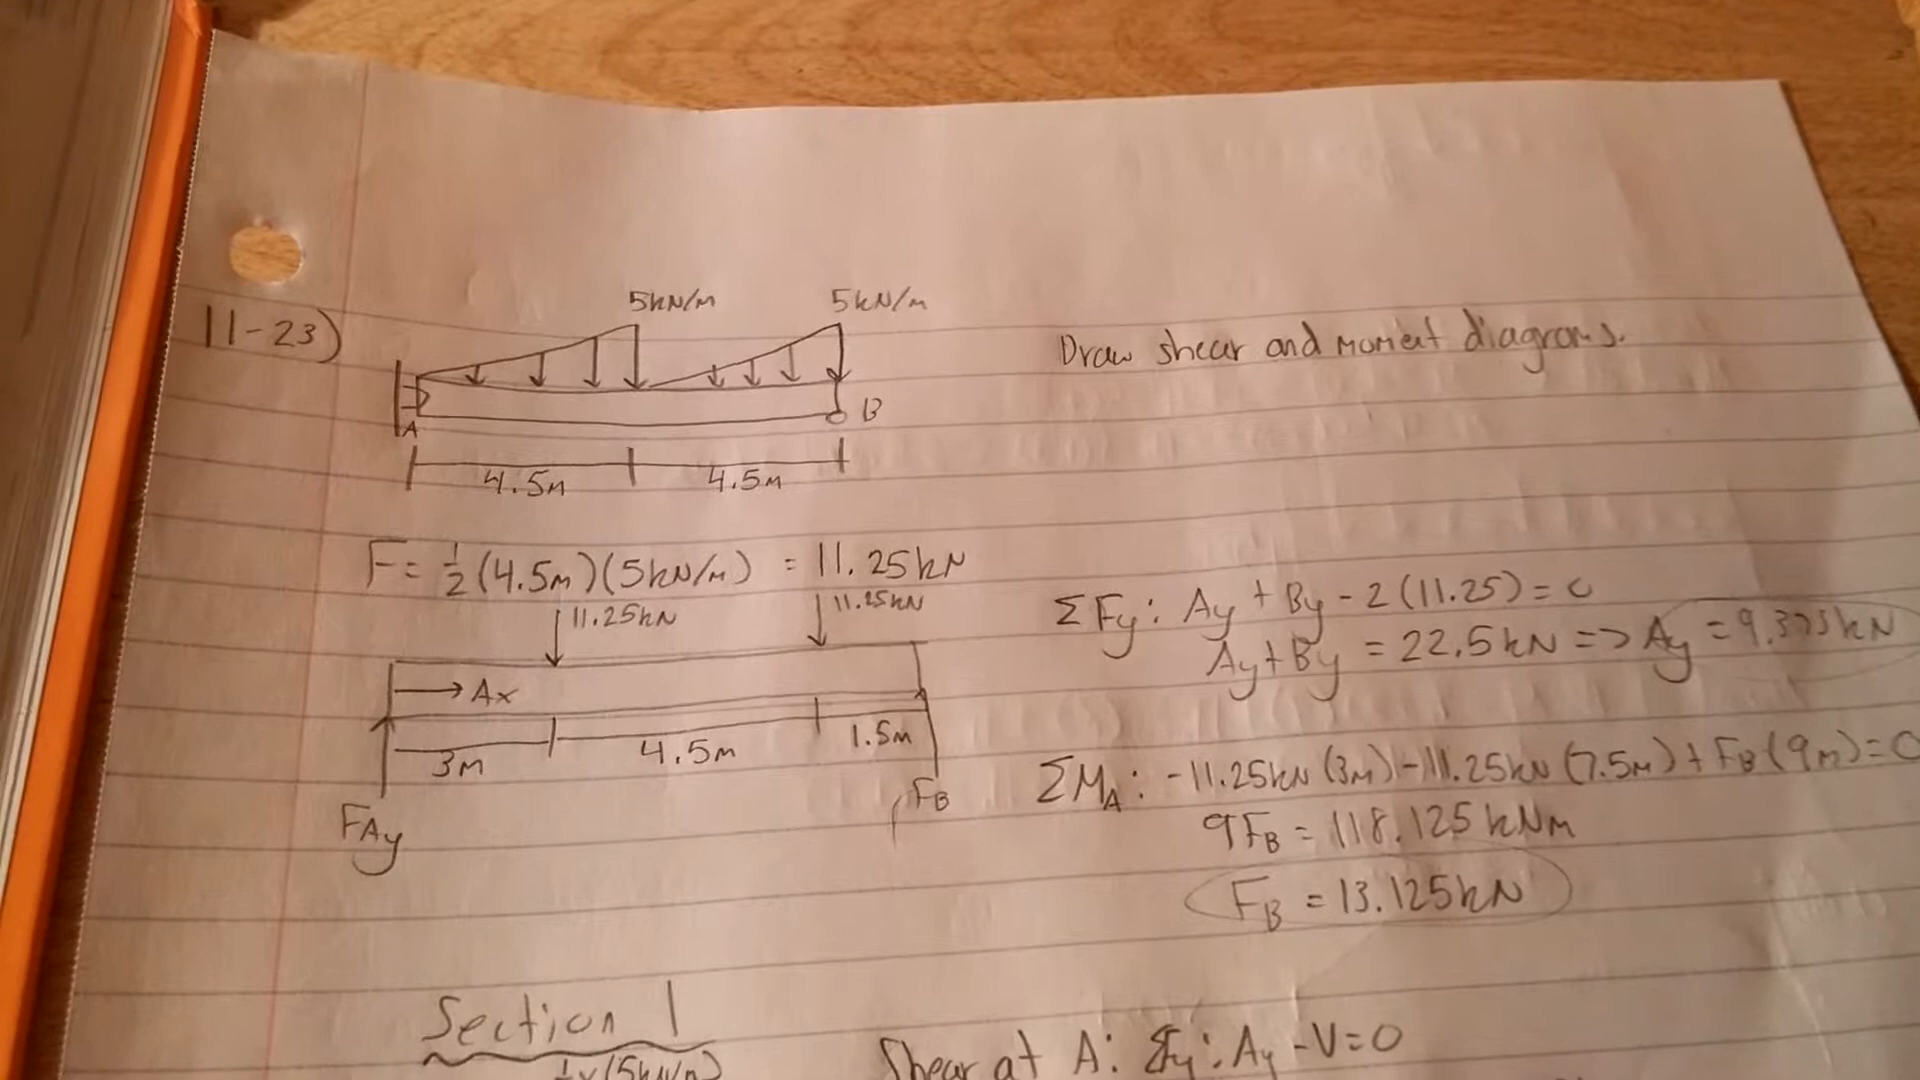 11-23)
5kN/m 5kN/m
Draw shear and moment diagrams.
A B
4.5m 4.5m
F = 1/2 (4.5m)(5kN/m) = 11.25kN
11.25kN 11.25kN
Ax
3m 4.5m 1.5m
FAy FB
ΣFy: Ay + By - 2(11.25) = 0
Ay + By = 22.5kN => Ay = 9.375kN
ΣMA: -11.25kN(3m) - 11.25kN(7.5m) + FB(9m) = 0
9FB = 118.125kNm
FB = 13.125kN
Section 1
Shear at A: ΣFy: Ay - V = 0